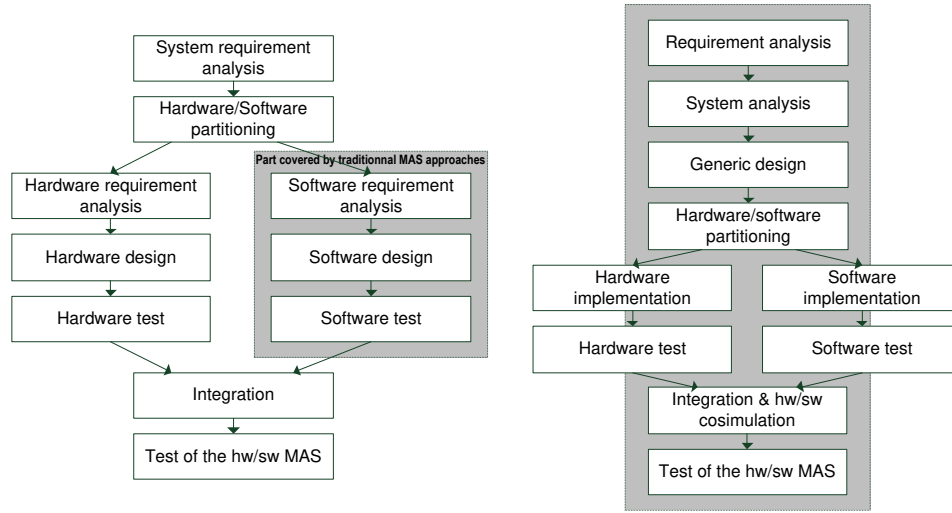 System requirement
analysis
Hardware/Software
partitioning
Part covered by traditionnal MAS approaches
Hardware requirement
analysis
Software requirement
analysis
Hardware design
Software design
Hardware test
Software test
Integration
Test of the hw/sw MAS
Requirement analysis
System analysis
Generic design
Hardware/software
partitioning
Hardware
implementation
Software
implementation
Hardware test
Software test
Integration & hw/sw
cosimulation
Test of the hw/sw MAS